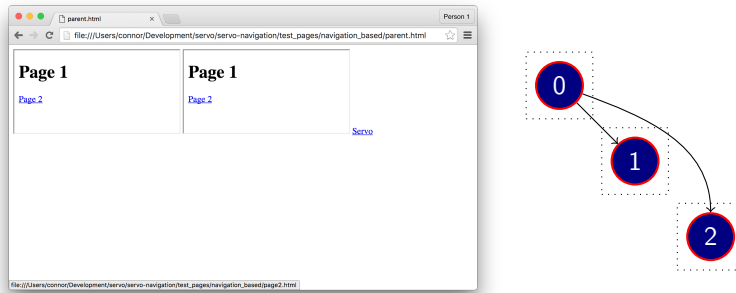 parent.html
Person 1
file:///Users/connor/Development/servo/servo-navigation/test_pages/navigation_based/parent.html
Page 1
Page 2
Page 1
Page 2
Servo
file:///Users/connor/Development/servo/servo-navigation/test_pages/navigation_based/page2.html
0
1
2